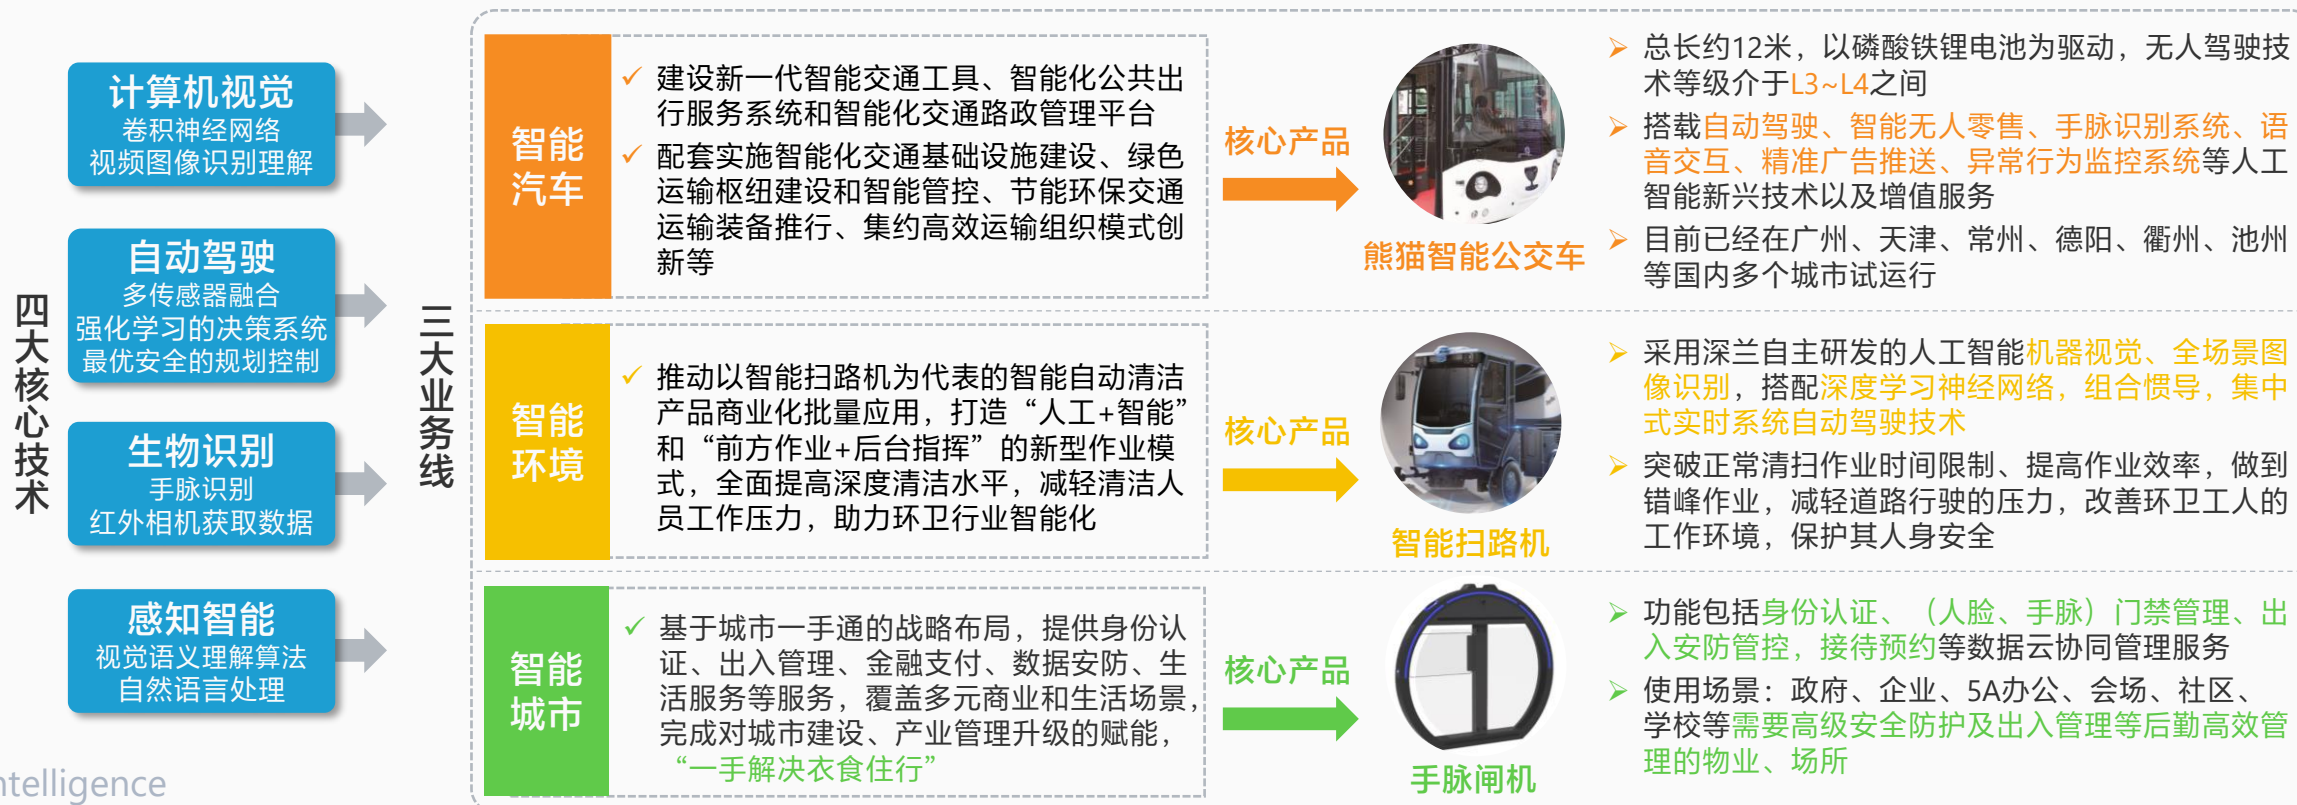 四大核心技术
计算机视觉
卷积神经网络
视频图像识别理解
自动驾驶
多传感器融合
强化学习的决策系统
最优安全的规划控制
生物识别
手脉识别
红外相机获取数据
感知智能
视觉语义理解算法
自然语言处理
三大业务线
智能
汽车
✓ 建设新一代智能交通工具、智能化公共出
行服务系统和智能化交通路政管理平台
✓ 配套实施智能化交通基础设施建设、绿色
运输枢纽建设和智能管控、节能环保交通
运输装备推行、集约高效运输组织模式创
新等
核心产品
熊猫智能公交车
➢ 总长约12米，以磷酸铁锂电池为驱动，无人驾驶技
术等级介于L3~L4之间
➢ 搭载自动驾驶、智能无人零售、手脉识别系统、语
音交互、精准广告推送、异常行为监控系统等人工
智能新兴技术以及增值服务
➢ 目前已经在广州、天津、常州、德阳、衢州、池州
等国内多个城市试运行
智能
环境
✓ 推动以智能扫路机为代表的智能自动清洁
产品商业化批量应用，打造“人工+智能”
和“前方作业+后台指挥”的新型作业模
式，全面提高深度清洁水平，减轻清洁人
员工作压力，助力环卫行业智能化
核心产品
智能扫路机
➢ 采用深兰自主研发的人工智能机器视觉、全场景图
像识别，搭配深度学习神经网络，组合惯导，集中
式实时系统自动驾驶技术
➢ 突破正常清扫作业时间限制、提高作业效率，做到
错峰作业，减轻道路行驶的压力，改善环卫工人的
工作环境，保护其人身安全
智能
城市
✓ 基于城市一手通的战略布局，提供身份认
证、出入管理、金融支付、数据安防、生
活服务等服务，覆盖多元商业和生活场景，
完成对城市建设、产业管理升级的赋能，
“一手解决衣食住行”
核心产品
手脉闸机
➢ 功能包括身份认证、（人脸、手脉）门禁管理、出
入安防管控，接待预约等数据云协同管理服务
➢ 使用场景：政府、企业、5A办公、会场、社区、
学校等需要高级安全防护及出入管理等后勤高效管
理的物业、场所
ntelligence